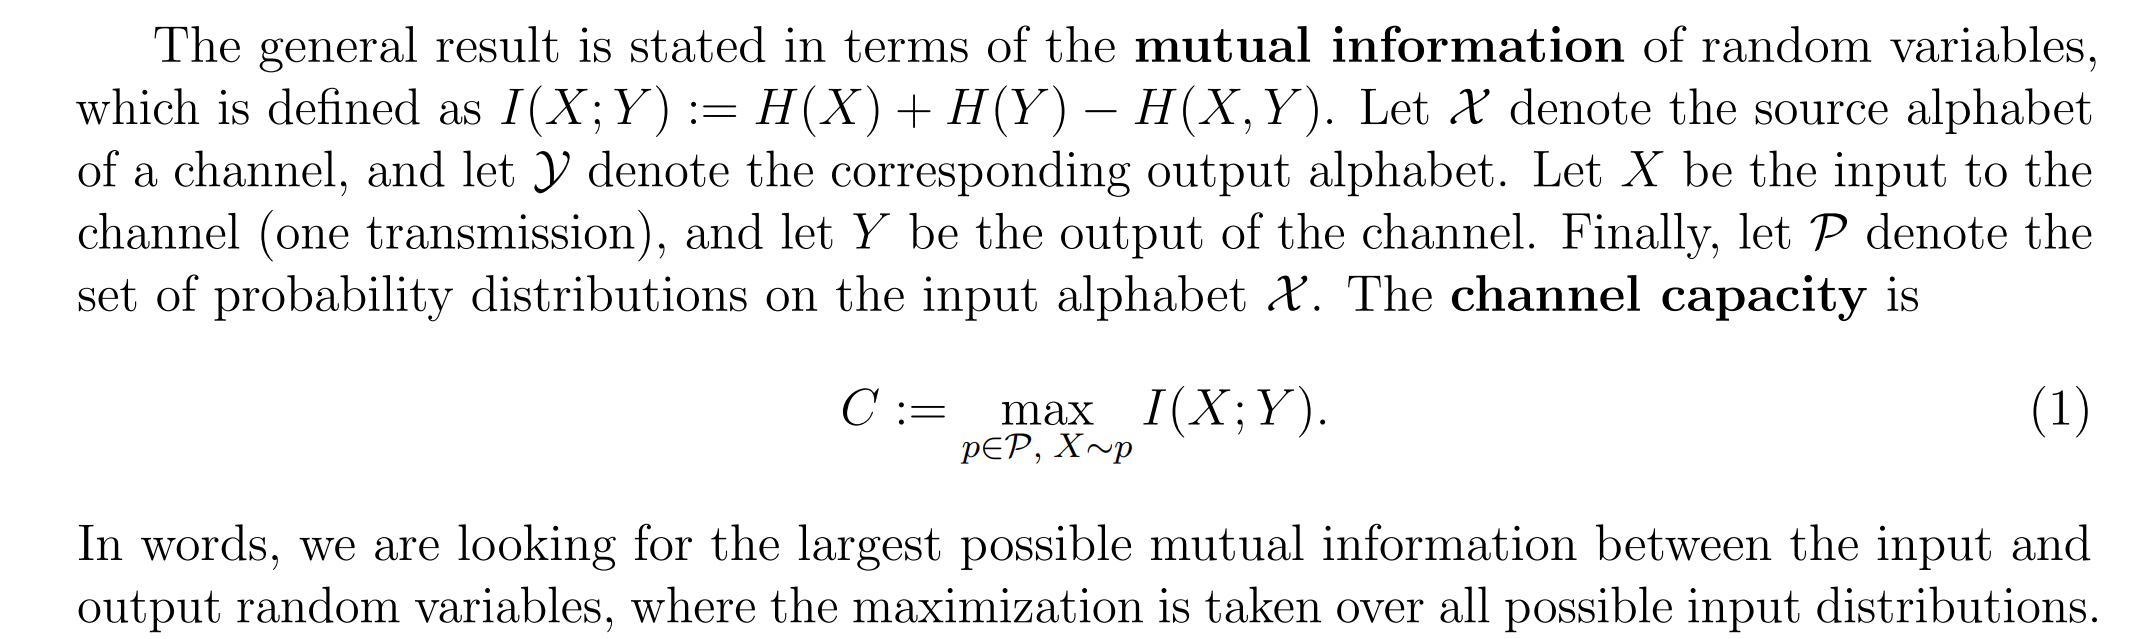 The general result is stated in terms of the mutual information of random variables,
which is defined as I(X; Y) := H(X) + H(Y) − H(X, Y). Let 𝒳 denote the source alphabet
of a channel, and let 𝒴 denote the corresponding output alphabet. Let X be the input to the
channel (one transmission), and let Y be the output of the channel. Finally, let 𝒫 denote the
set of probability distributions on the input alphabet 𝒳. The channel capacity is
C := max I(X; Y). (1)
p∈𝒫, X∼p
In words, we are looking for the largest possible mutual information between the input and
output random variables, where the maximization is taken over all possible input distributions.